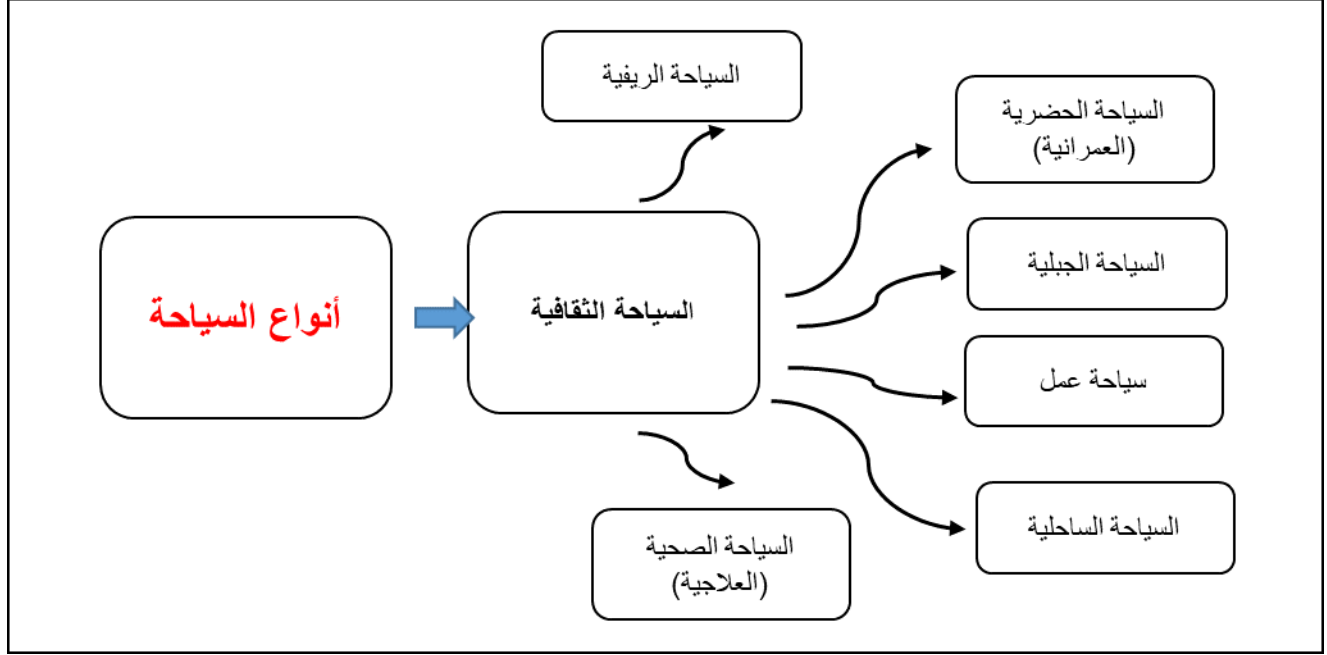 السياحة الريفية
السياحة الحضرية
(العمرانية)
أنواع السياحة
السياحة الثقافية
السياحة الجبلية
سياحة عمل
السياحة الساحلية
السياحة الصحية
(العلاجية)